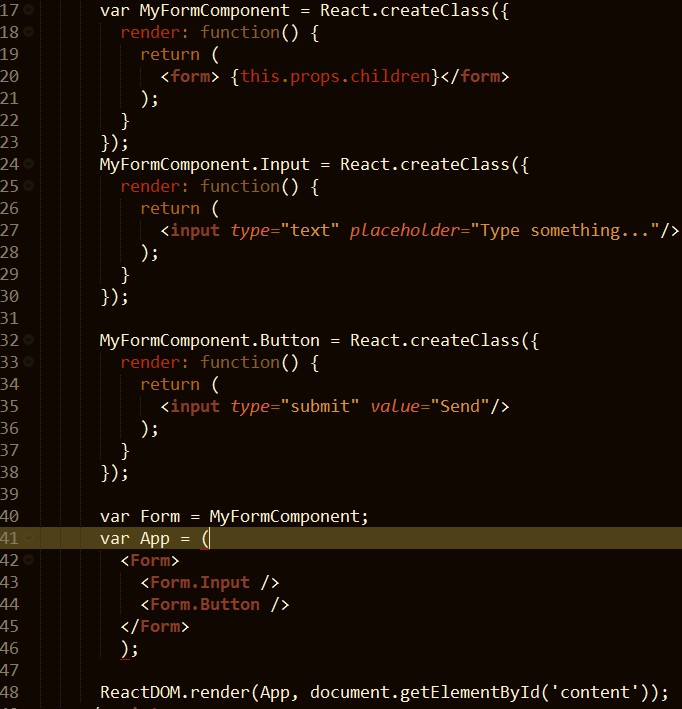 17 var MyFormComponent = React.createClass({
18 render: function() {
19 return (
20 <form> {this.props.children}</form>
21 );
22 }
23 });
24 MyFormComponent.Input = React.createClass({
25 render: function() {
26 return (
27 <input type="text" placeholder="Type something..."/>
28 );
29 }
30 });
31
32 MyFormComponent.Button = React.createClass({
33 render: function() {
34 return (
35 <input type="submit" value="Send"/>
36 );
37 }
38 });
39
40 var Form = MyFormComponent;
41 var App = (
42 <Form>
43 <Form.Input />
44 <Form.Button />
45 </Form>
46 );
47
48 ReactDOM.render(App, document.getElementById('content'));